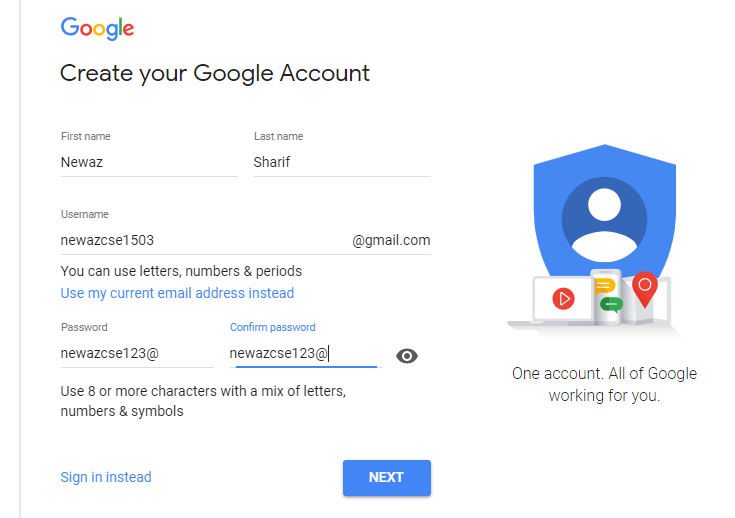 Google
Create your Google Account
First name
Last name
Newaz
Sharif
Username
newazcse1503
@gmail.com
You can use letters, numbers & periods
Use my current email address instead
Password
Confirm password
newazcse123@
newazcse123@
Use 8 or more characters with a mix of letters,
numbers & symbols
One account. All of Google
working for you.
Sign in instead
NEXT